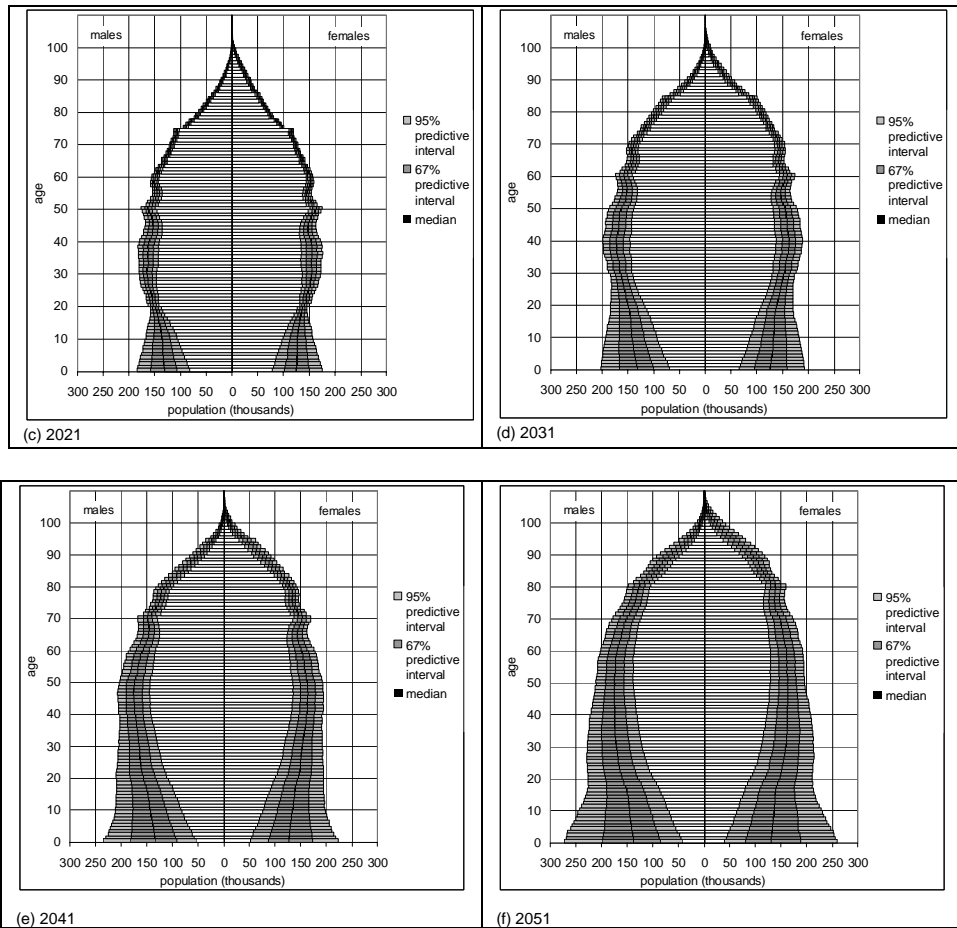 males
females
100
90
80
70
60
50
40
30
20
10
0
age
300 250 200 150 100 50 0 50 100 150 200 250 300
population (thousands)
95%
predictive
interval
67%
predictive
interval
median
(c) 2021
males
females
100
90
80
70
60
50
40
30
20
10
0
age
300 250 200 150 100 50 0 50 100 150 200 250 300
population (thousands)
95%
predictive
interval
67%
predictive
interval
median
(d) 2031
males
females
100
90
80
70
60
50
40
30
20
10
0
age
300 250 200 150 100 50 0 50 100 150 200 250 300
population (thousands)
95%
predictive
interval
67%
predictive
interval
median
(e) 2041
males
females
100
90
80
70
60
50
40
30
20
10
0
age
300 250 200 150 100 50 0 50 100 150 200 250 300
population (thousands)
95%
predictive
interval
67%
predictive
interval
median
(f) 2051